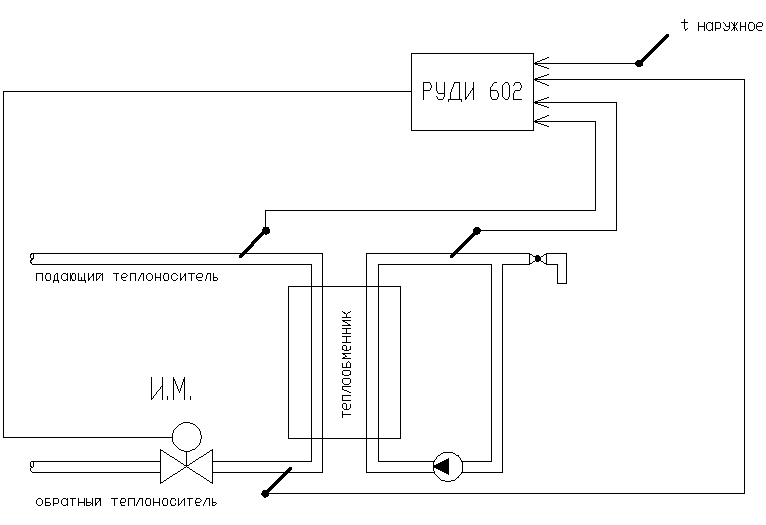 t наружное
РУДИ 602
подающий теплоноситель
теплообменник
И.М.
обратный теплоноситель